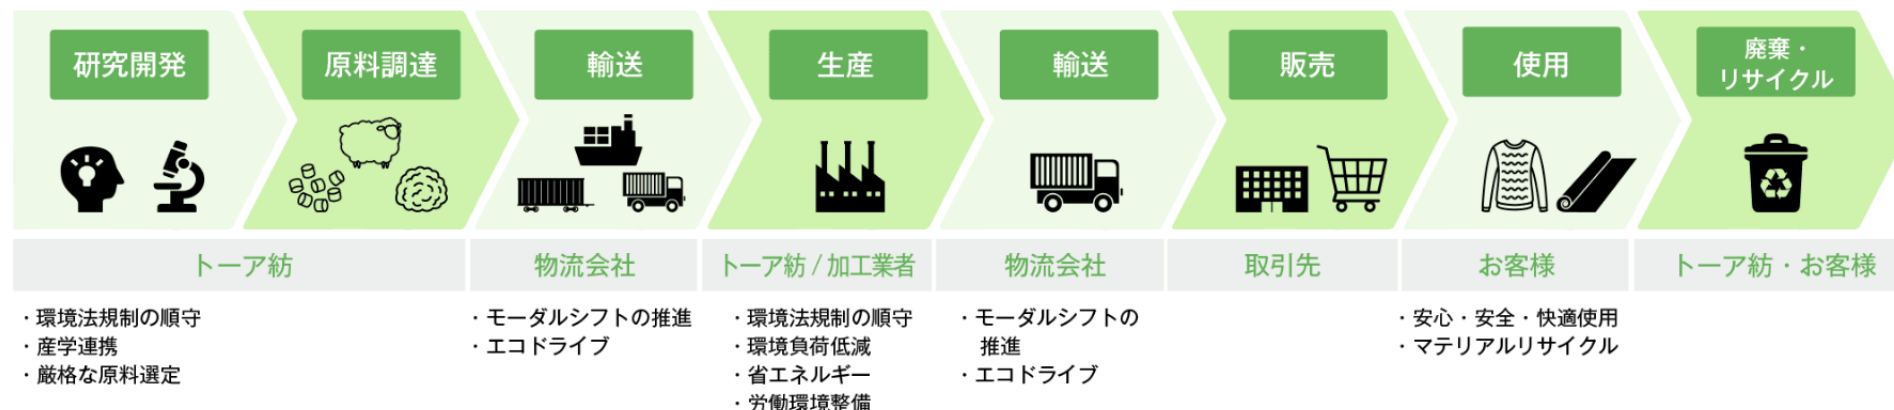 研究開発
原料調達
輸送
生産
輸送
販売
使用
廃棄・
リサイクル
トーア紡
物流会社
トーア紡 / 加工業者
物流会社
取引先
お客様
トーア紡・お客様
・環境法規制の順守
・産学連携
・厳格な原料選定
・モーダルシフトの推進
・エコドライブ
・環境法規制の順守
・環境負荷低減
・省エネルギー
・労働環境整備
・モーダルシフトの
推進
・エコドライブ
・安心・安全・快適使用
・マテリアルリサイクル